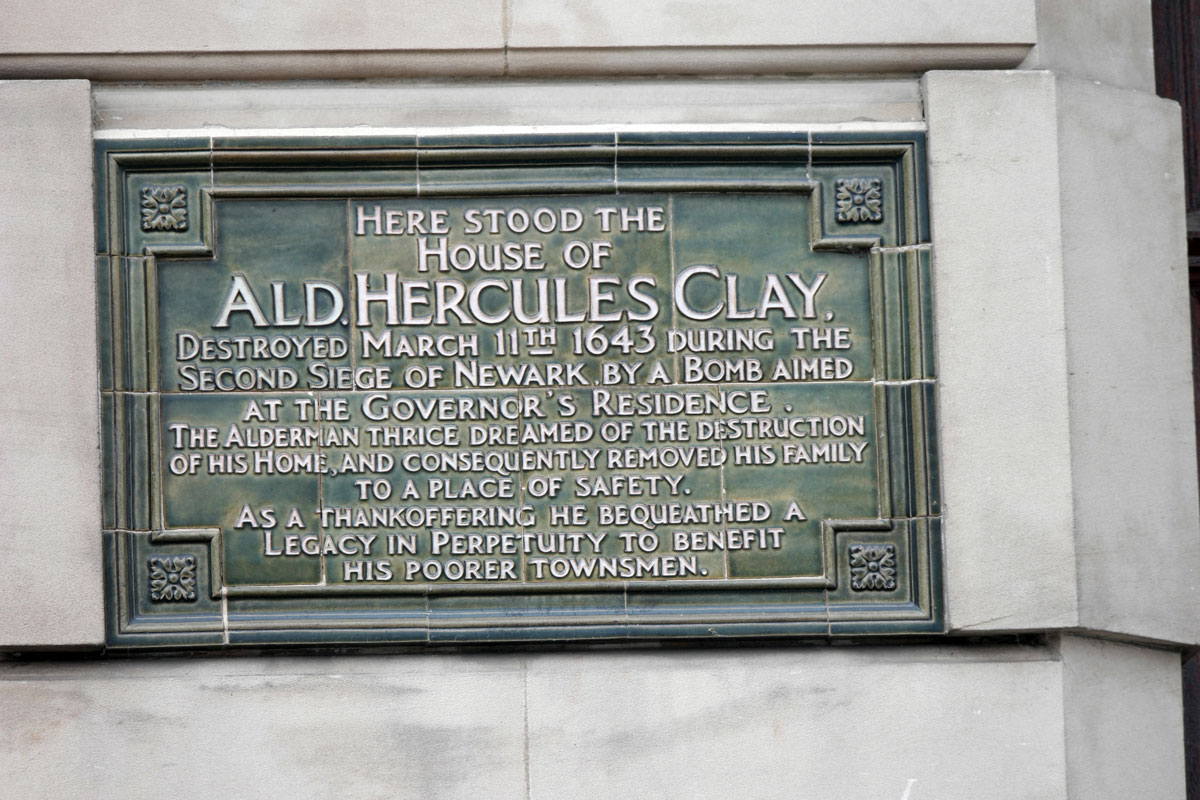 HERE STOOD THE
HOUSE OF
ALD. HERCULES CLAY,
DESTROYED MARCH 11TH 1643 DURING THE
SECOND SIEGE OF NEWARK, BY A BOMB AIMED
AT THE GOVERNOR'S RESIDENCE.
THE ALDERMAN THRICE DREAMED OF THE DESTRUCTION
OF HIS HOME, AND CONSEQUENTLY REMOVED HIS FAMILY
TO A PLACE OF SAFETY.
AS A THANKOFFERING HE BEQUEATHED A
LEGACY IN PERPETUITY TO BENEFIT
HIS POORER TOWNSMEN.